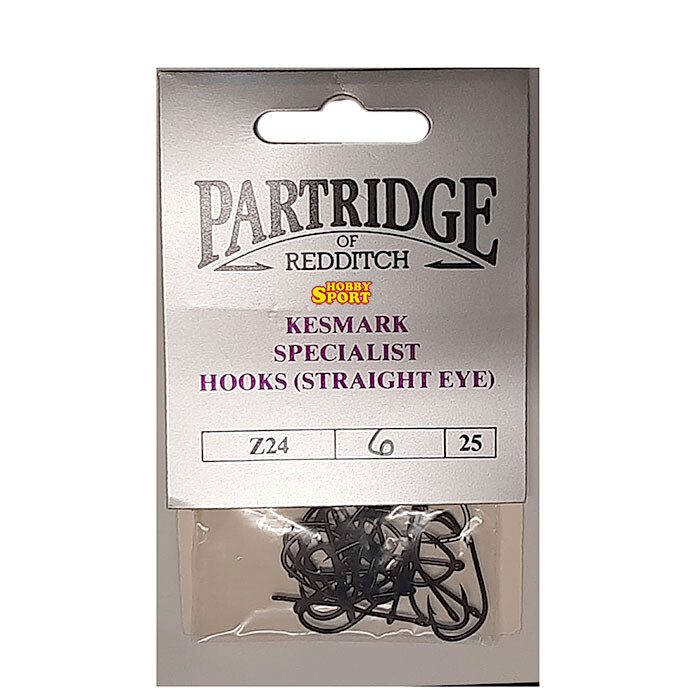 PARTRIDGE
OF
REDDITCH
HOBBY
SPORT
KESMARK
SPECIALIST
HOOKS (STRAIGHT EYE)
Z24 6 25